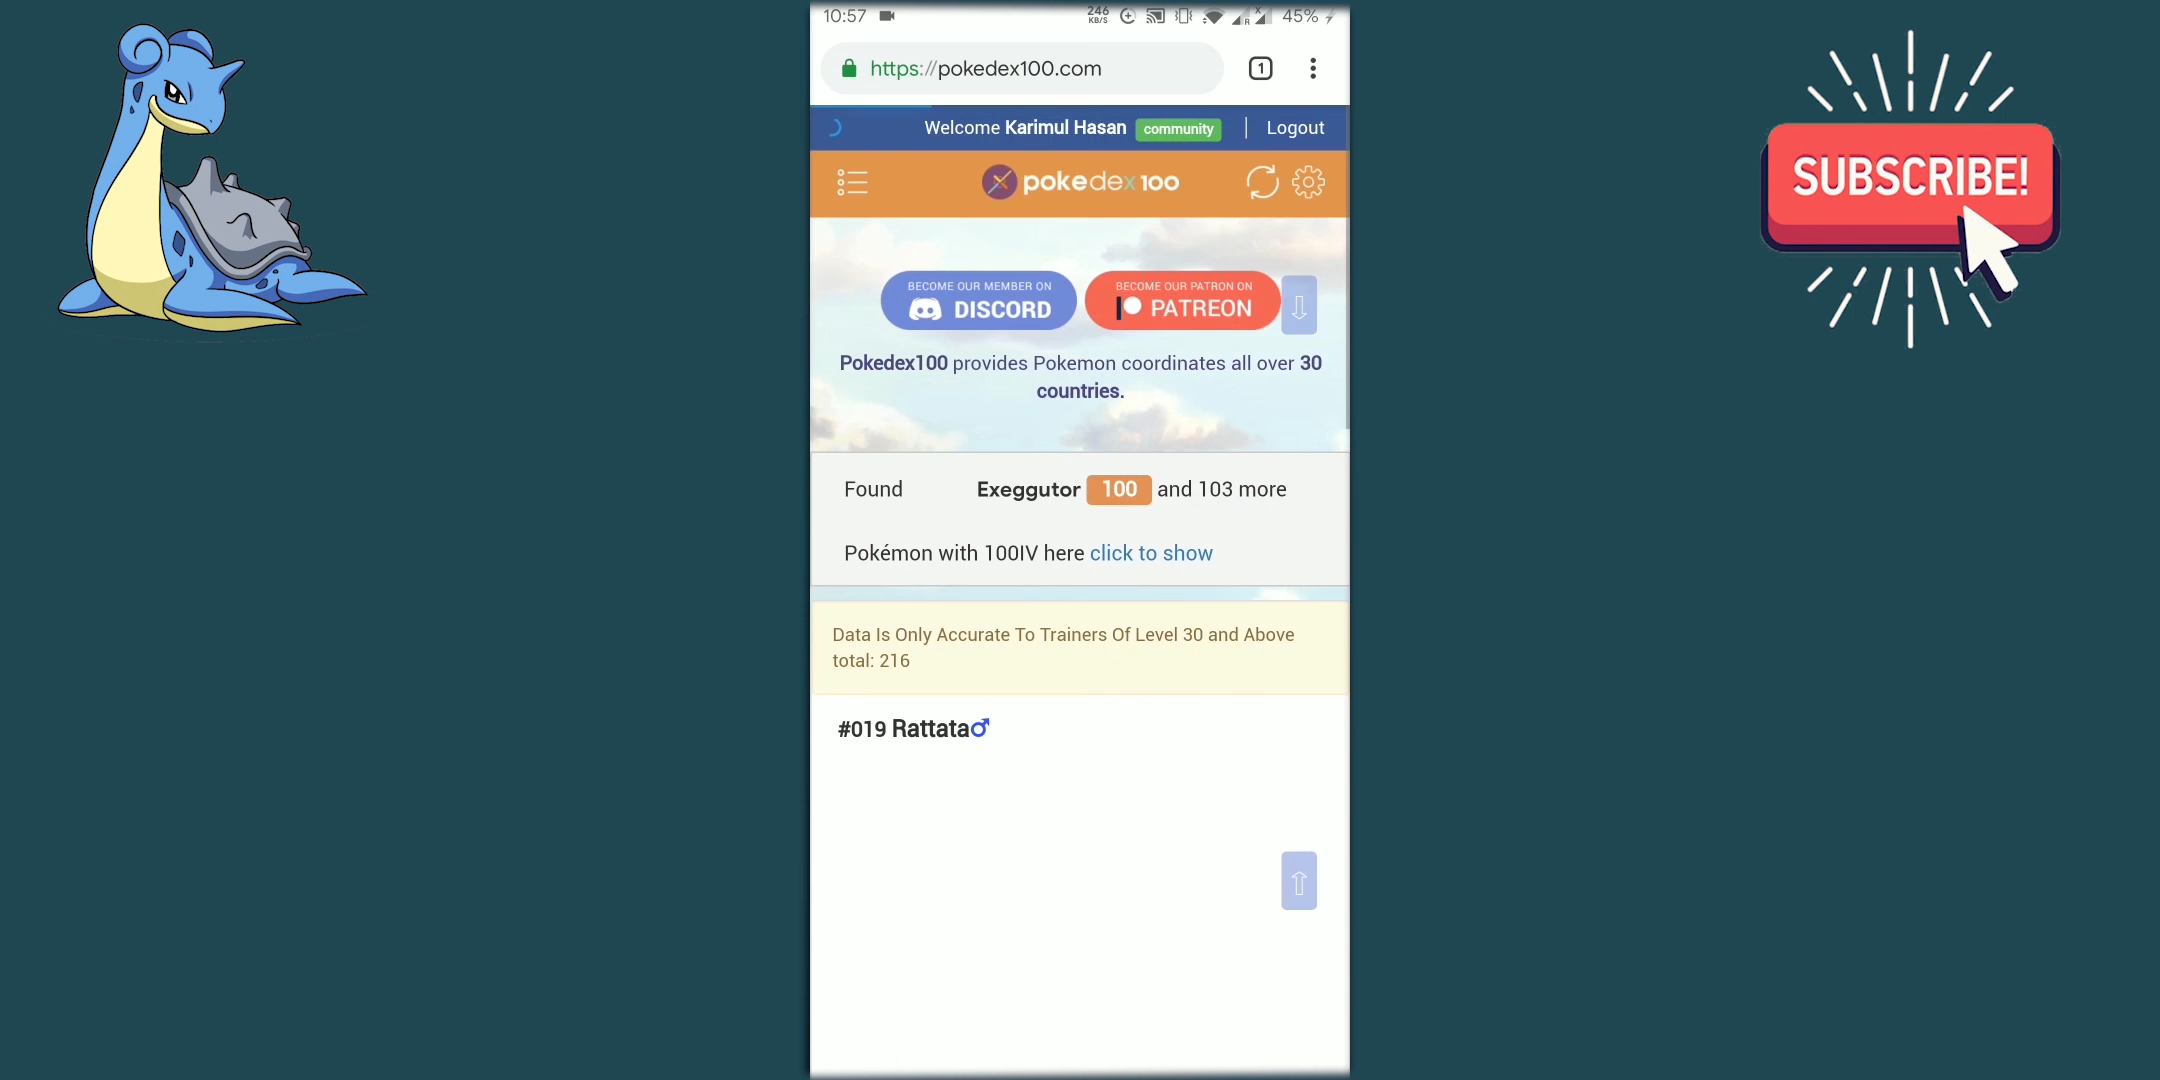 10:57
246
KB/S
R
x
45%
https://pokedex100.com
1
Welcome Karimul Hasan community | Logout
pokedex100
BECOME OUR MEMBER ON
DISCORD
BECOME OUR PATRON ON
PATREON
Pokedex100 provides Pokemon coordinates all over 30
countries.
Found Exeggutor 100 and 103 more
Pokémon with 100IV here click to show
Data Is Only Accurate To Trainers Of Level 30 and Above
total: 216
#019 Rattata♂
SUBSCRIBE!